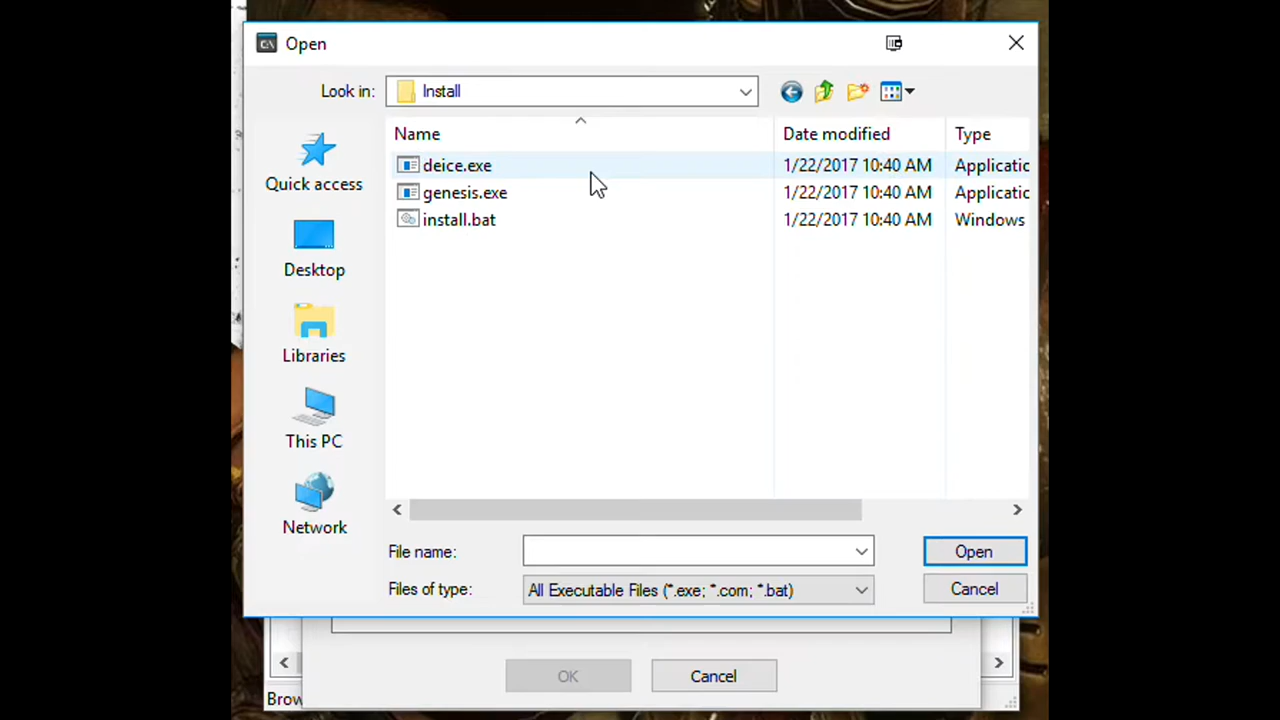 Open
Look in: Install
Name Date modified Type
deice.exe 1/22/2017 10:40 AM Applicatic
genesis.exe 1/22/2017 10:40 AM Applicatic
install.bat 1/22/2017 10:40 AM Windows
Quick access
Desktop
Libraries
This PC
Network
File name: Open
Files of type: All Executable Files (*.exe; *.com; *.bat) Cancel
OK Cancel
Brow